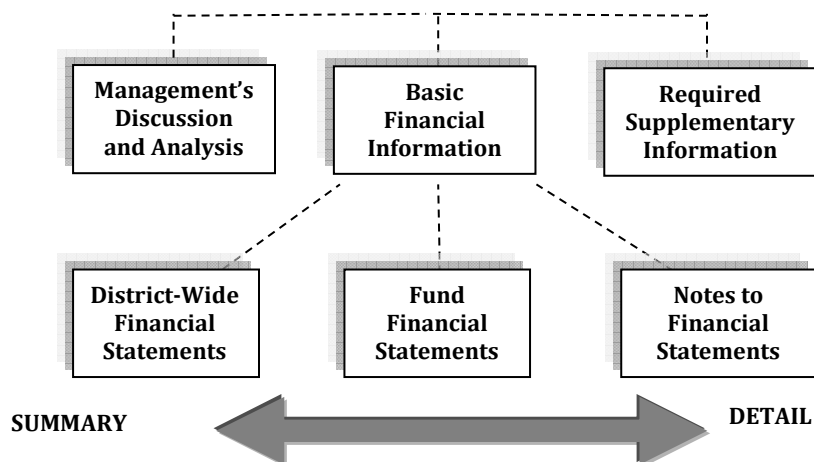 Management’s
Discussion
and Analysis
Basic
Financial
Information
Required
Supplementary
Information
District-Wide
Financial
Statements
Fund
Financial
Statements
Notes to
Financial
Statements
SUMMARY
DETAIL